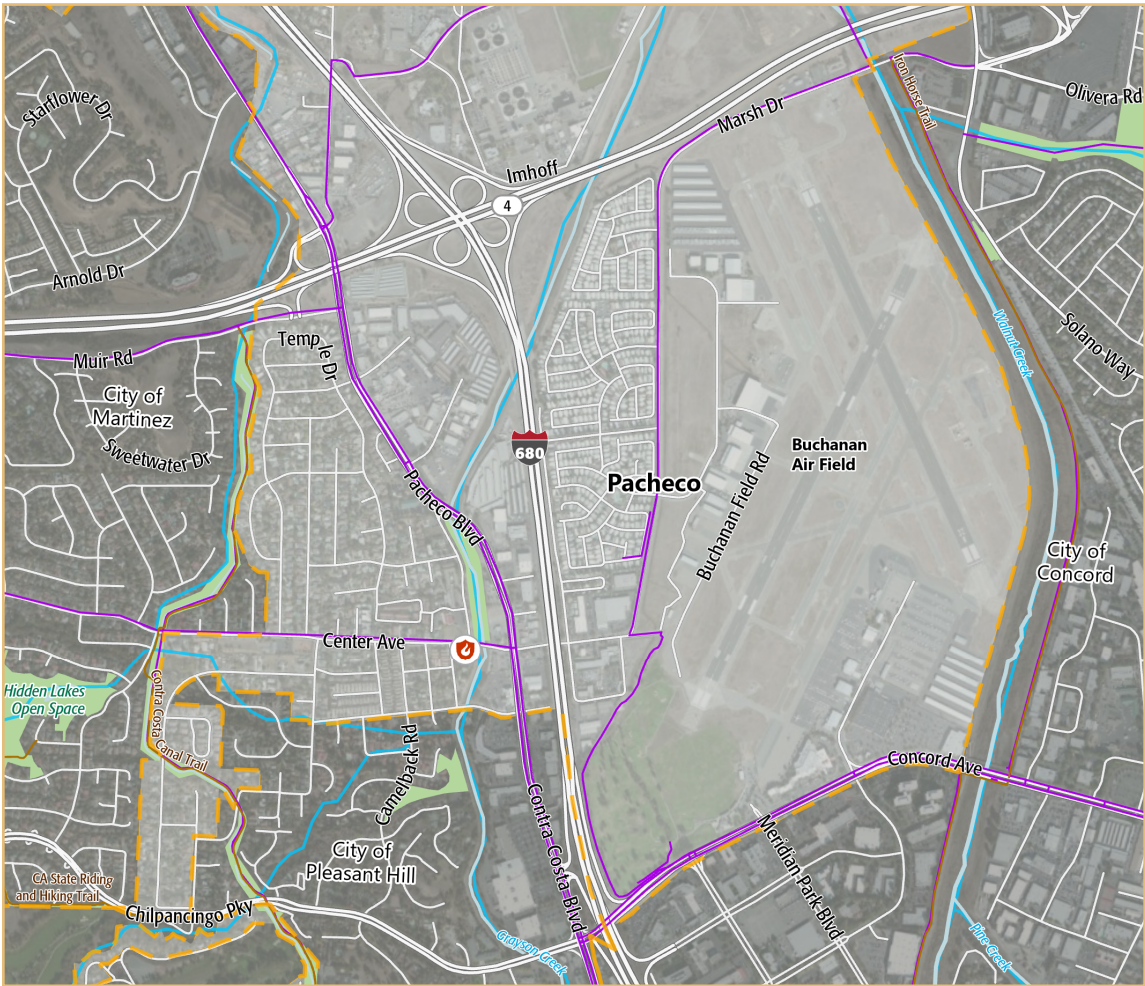 Starflower Dr
Imhoff
4
Marsh Dr
Iron Horse Trail
Olivera Rd
Arnold Dr
Muir Rd
Temp
le Dr
Walnut Creek
Solano Way
City of
Martinez
Sweetwater Dr
680
Buchanan
Air Field
Pacheco
Pacheco Blvd
Buchanan Field Rd
City of
Concord
Center Ave
Hidden Lakes
Open Space
Contra Costa
Canal Trail
Camelback Rd
Concord Ave
Contra Costa Blvd
Meridian Park Blvd
City of
Pleasant Hill
CA State Riding
and Hiking Trail
Chilpancingo Pky
Grayson Creek
Pine Creek